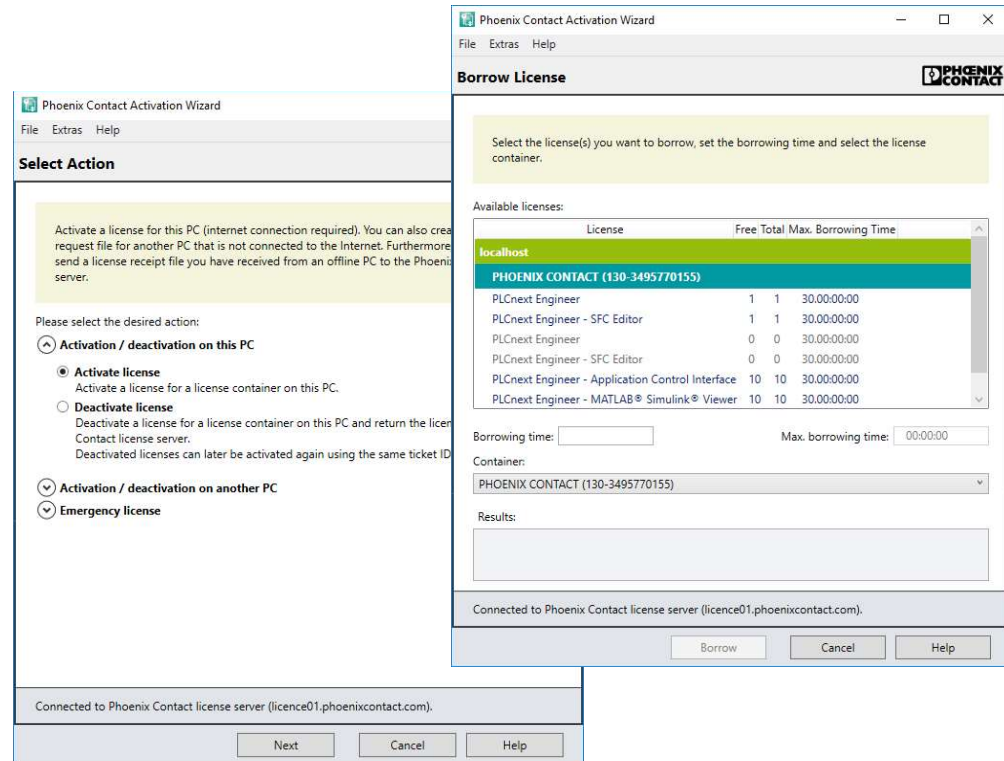 Phoenix Contact Activation Wizard
File Extras Help
Select Action
Activate a license for this PC (internet connection required). You can also crea
request file for another PC that is not connected to the Internet. Furthermore
send a license receipt file you have received from an offline PC to the Phoeni
server.
Please select the desired action:
Activation / deactivation on this PC
Activate license
Activate a license for a license container on this PC.
Deactivate license
Deactivate a license for a license container on this PC and return the licen
Contact license server.
Deactivated licenses can later be activated again using the same ticket ID
Activation / deactivation on another PC
Emergency license
Connected to Phoenix Contact license server (licence01.phoenixcontact.com).
Next Cancel Help
Phoenix Contact Activation Wizard
File Extras Help
Borrow License
PHŒNIX
CONTACT
Select the license(s) you want to borrow, set the borrowing time and select the license
container.
Available licenses:
License Free Total Max. Borrowing Time
localhost
PHOENIX CONTACT (130-3495770155)
PLCnext Engineer 1 1 30.00:00:00
PLCnext Engineer - SFC Editor 1 1 30.00:00:00
PLCnext Engineer 0 0 30.00:00:00
PLCnext Engineer - SFC Editor 0 0 30.00:00:00
PLCnext Engineer - Application Control Interface 10 10 30.00:00:00
PLCnext Engineer - MATLAB® Simulink® Viewer 10 10 30.00:00:00
Borrowing time: Max. borrowing time: 00:00:00
Container:
PHOENIX CONTACT (130-3495770155)
Results:
Connected to Phoenix Contact license server (licence01.phoenixcontact.com).
Borrow Cancel Help